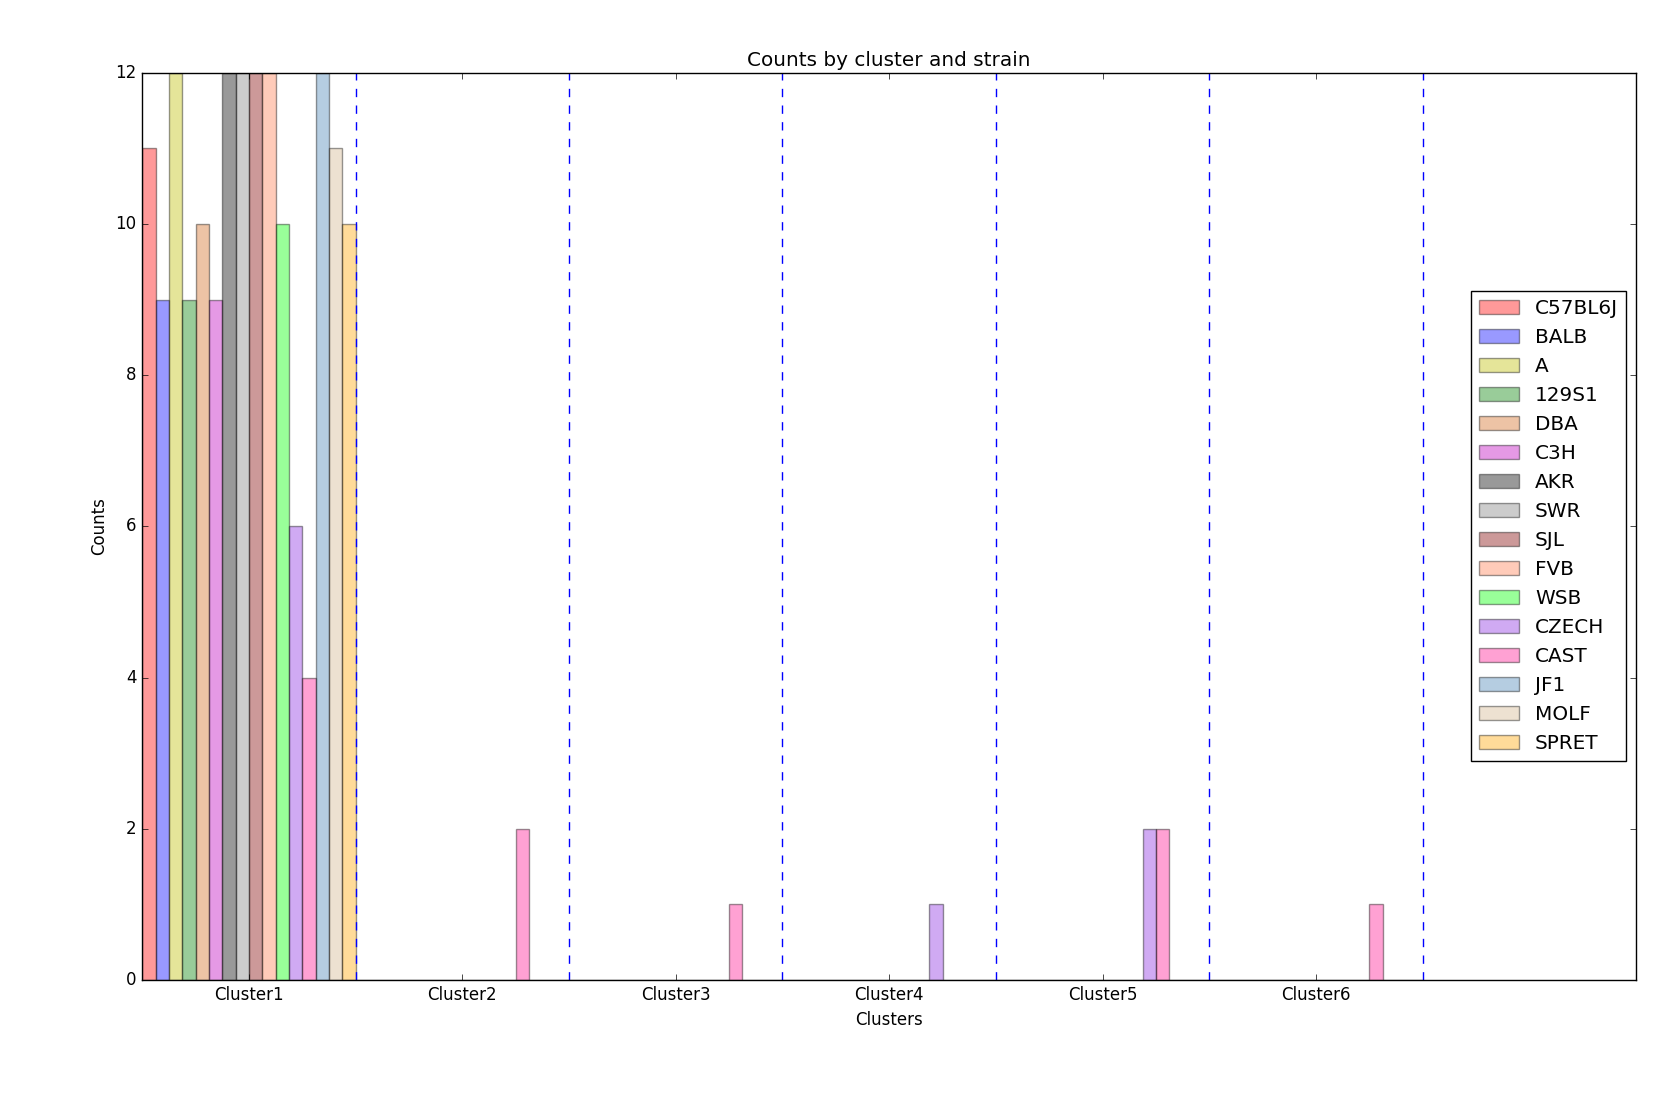 Counts by cluster and strain
12
10
8
6
4
2
0
Counts
Cluster1 Cluster2 Cluster3 Cluster4 Cluster5 Cluster6
Clusters
C57BL6J
BALB
A
129S1
DBA
C3H
AKR
SWR
SJL
FVB
WSB
CZECH
CAST
JF1
MOLF
SPRET